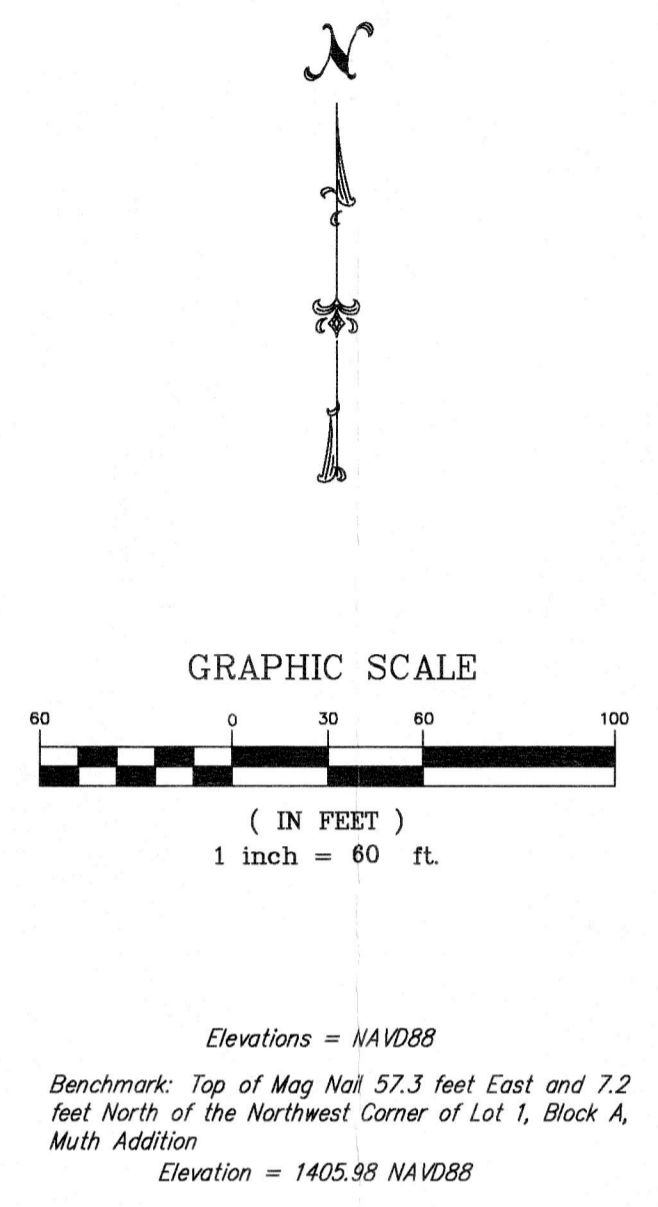 N
GRAPHIC SCALE
60 0 30 60 100
( IN FEET )
1 inch = 60 ft.
Elevations = NAVD88
Benchmark: Top of Mag Nail 57.3 feet East and 7.2
feet North of the Northwest Corner of Lot 1, Block A,
Muth Addition
Elevation = 1405.98 NAVD88